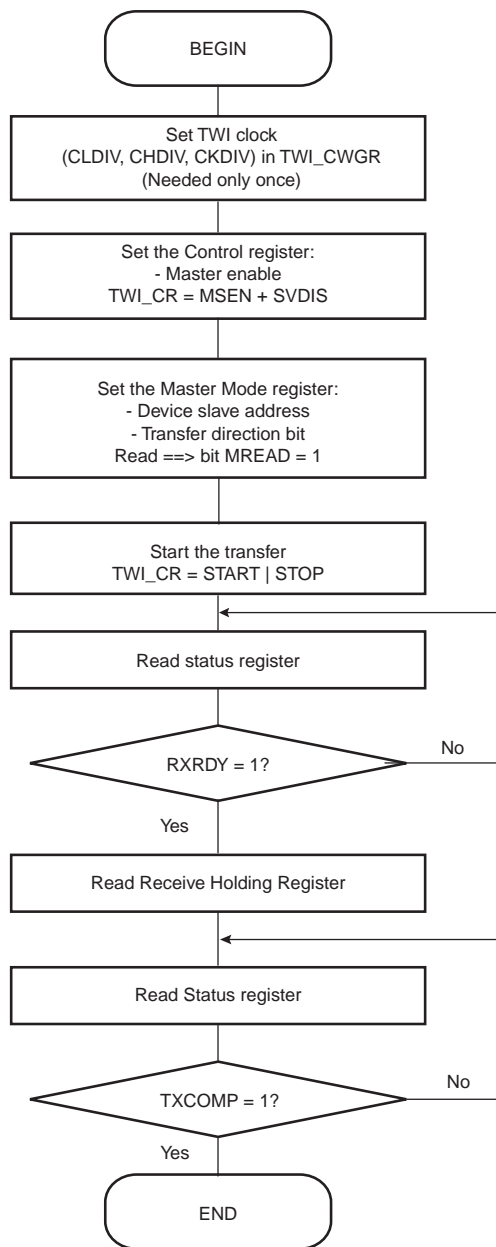 BEGIN
Set TWI clock
(CLDIV, CHDIV, CKDIV) in TWI_CWGR
(Needed only once)
Set the Control register:
- Master enable
TWI_CR = MSEN + SVDIS
Set the Master Mode register:
- Device slave address
- Transfer direction bit
Read ==> bit MREAD = 1
Start the transfer
TWI_CR = START | STOP
Read status register
RXRDY = 1?
No
Yes
Read Receive Holding Register
Read Status register
TXCOMP = 1?
No
Yes
END